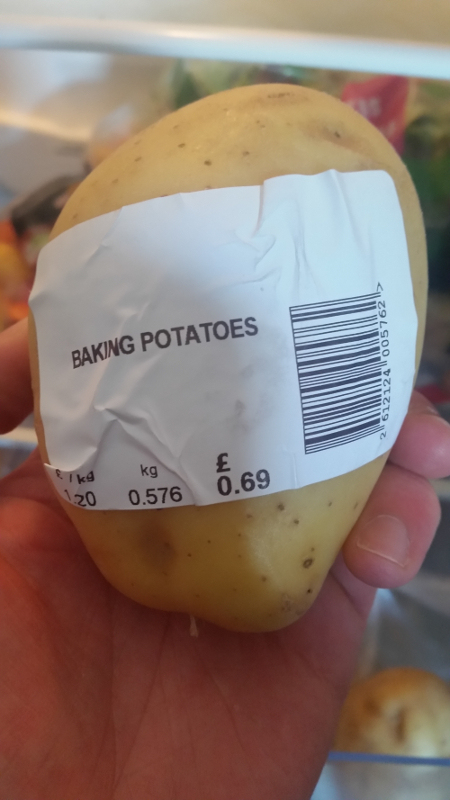 BAKING POTATOES
£ / kg
1.20
kg
0.576
£
0.69
2 612124 005762 >